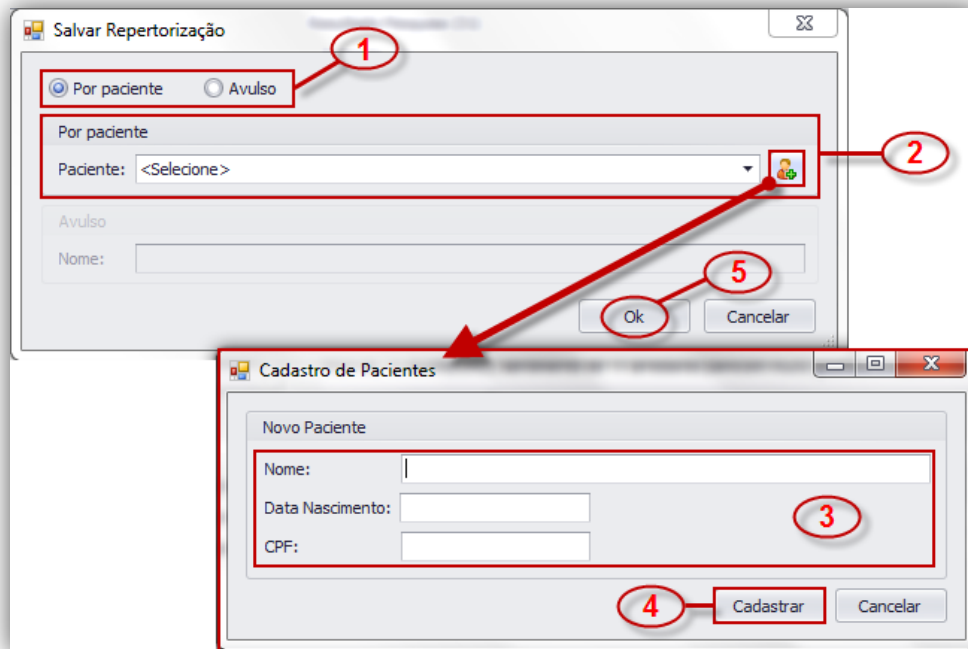 Salvar Repertorização
1
Por paciente Avulso
Por paciente
2
Paciente: <Selecione>
Avulso
Nome:
5
Ok Cancelar
Cadastro de Pacientes
Novo Paciente
Nome:
Data Nascimento:
3
CPF:
4 Cadastrar Cancelar